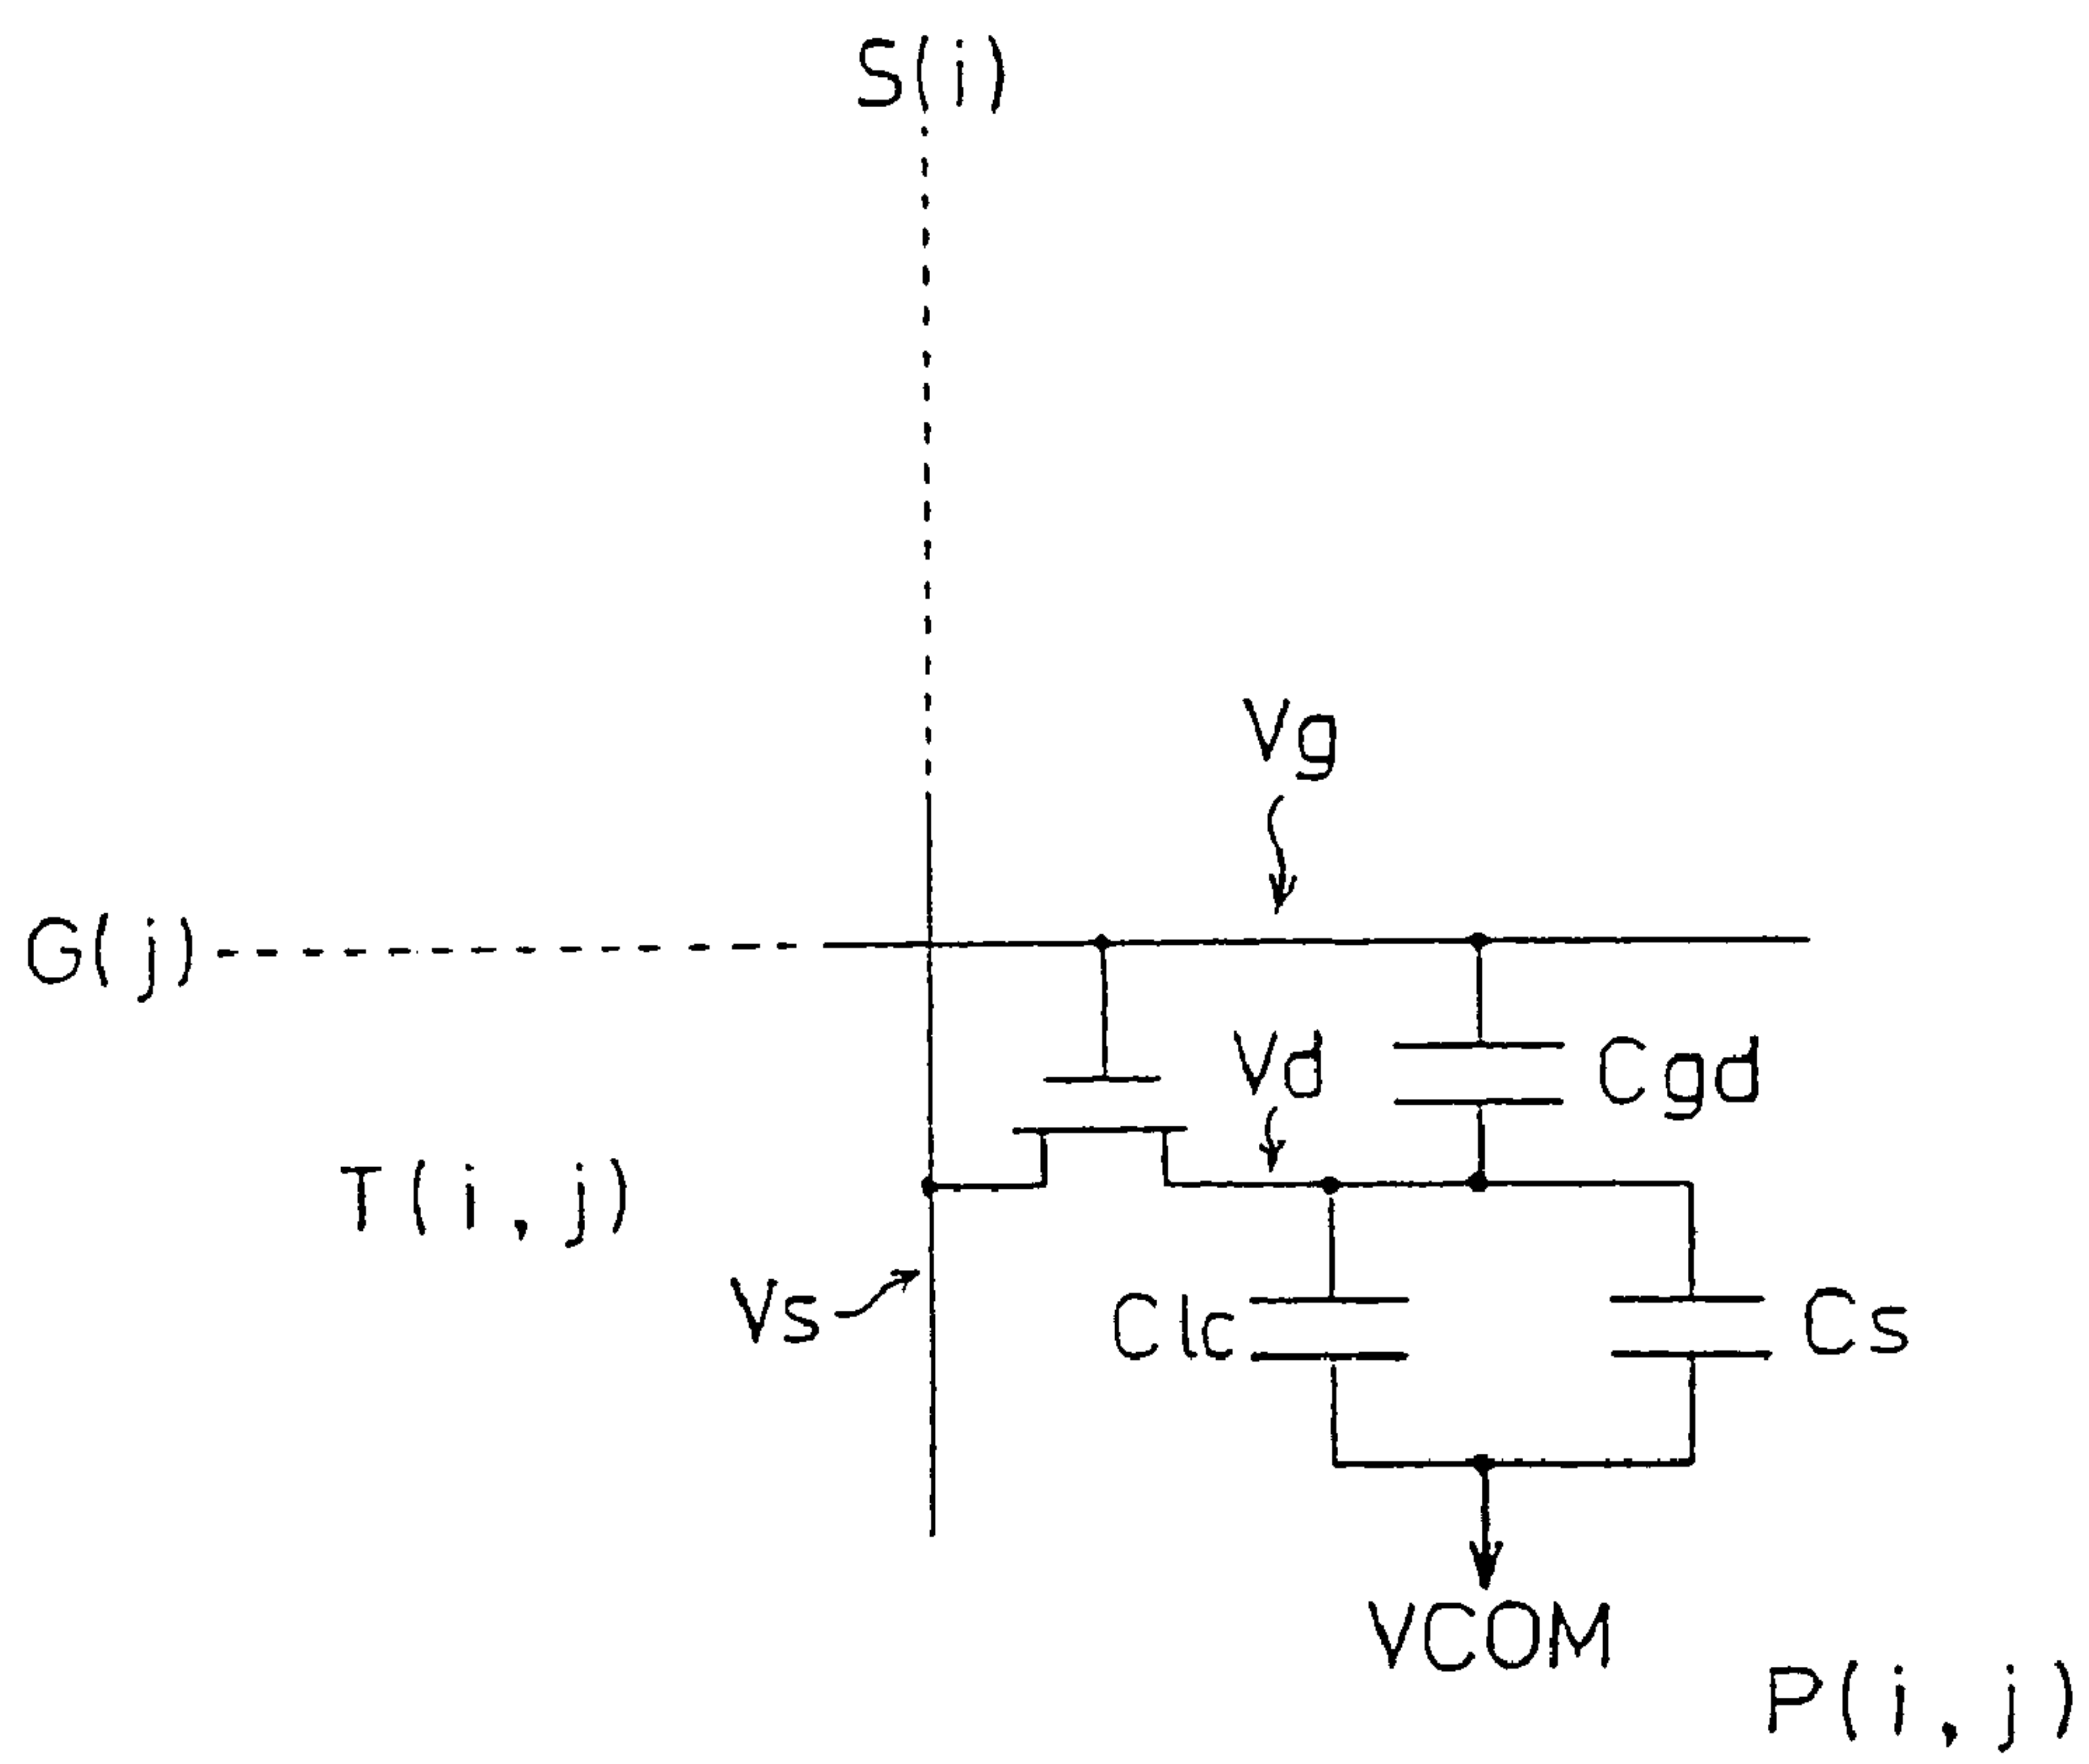 S(i)
Vg
G(j)
Vd
Cgd
T(i,j)
Vs
Clc
Cs
VCOM
P(i,j)